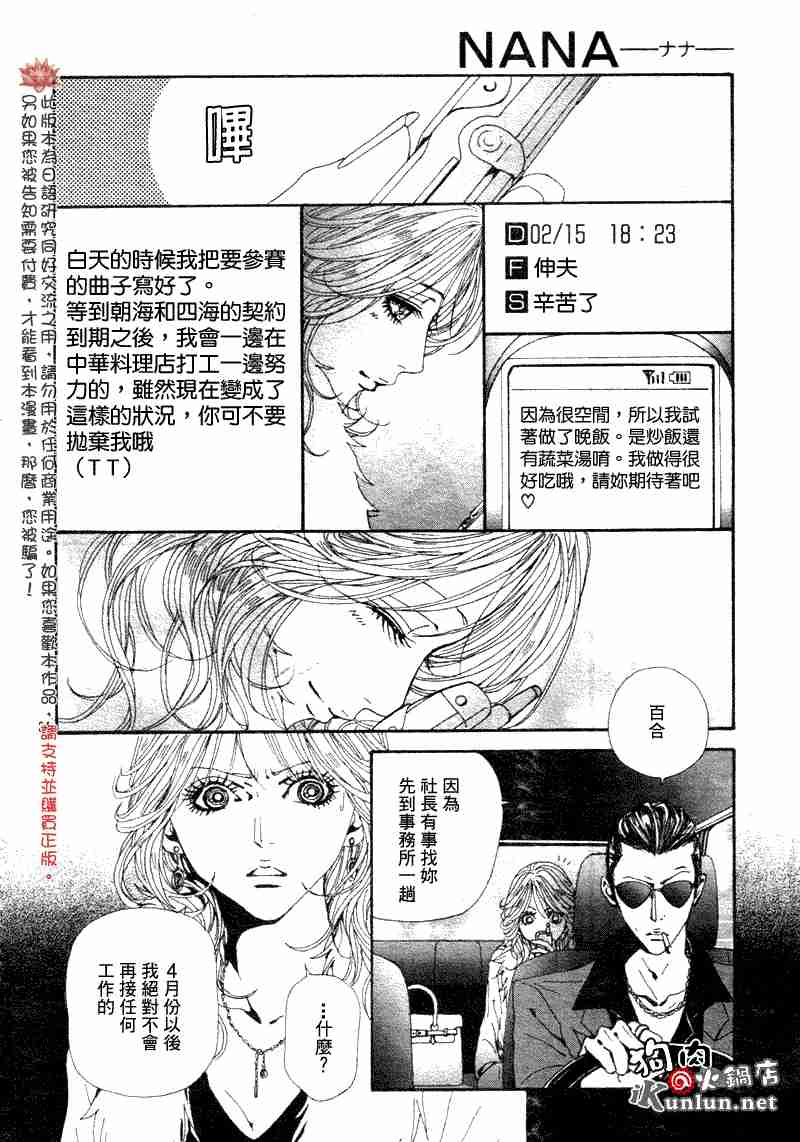 NANA—ナナ—
嗶
D 02/15 18:23
F 伸夫
S 辛苦了
因為很空閒，所以我試
著做了晚飯。是炒飯還
有蔬菜湯唷。我做得很
好吃哦，請妳期待著吧
♡
白天的時候我把要參賽
的曲子寫好了。
等到朝海和四海的契約
到期之後，我會一邊在
中華料理店打工一邊努
力的，雖然現在變成了
這樣的狀況，你可不要
拋棄我哦
（TT）
百合
因為
社長有事找妳
先到事務所一趟
…什麼？
4月份以後
我絕對不會
再接任何
工作的
此版本為日語研究同好交流之用，請勿用於任何商業用途。如果您喜歡本作品，請支持並購買正版。
另如果您被告知需要付費，才能看到本漫畫，那麼，您被騙了！
狗肉
火鍋店
iKunlun.net